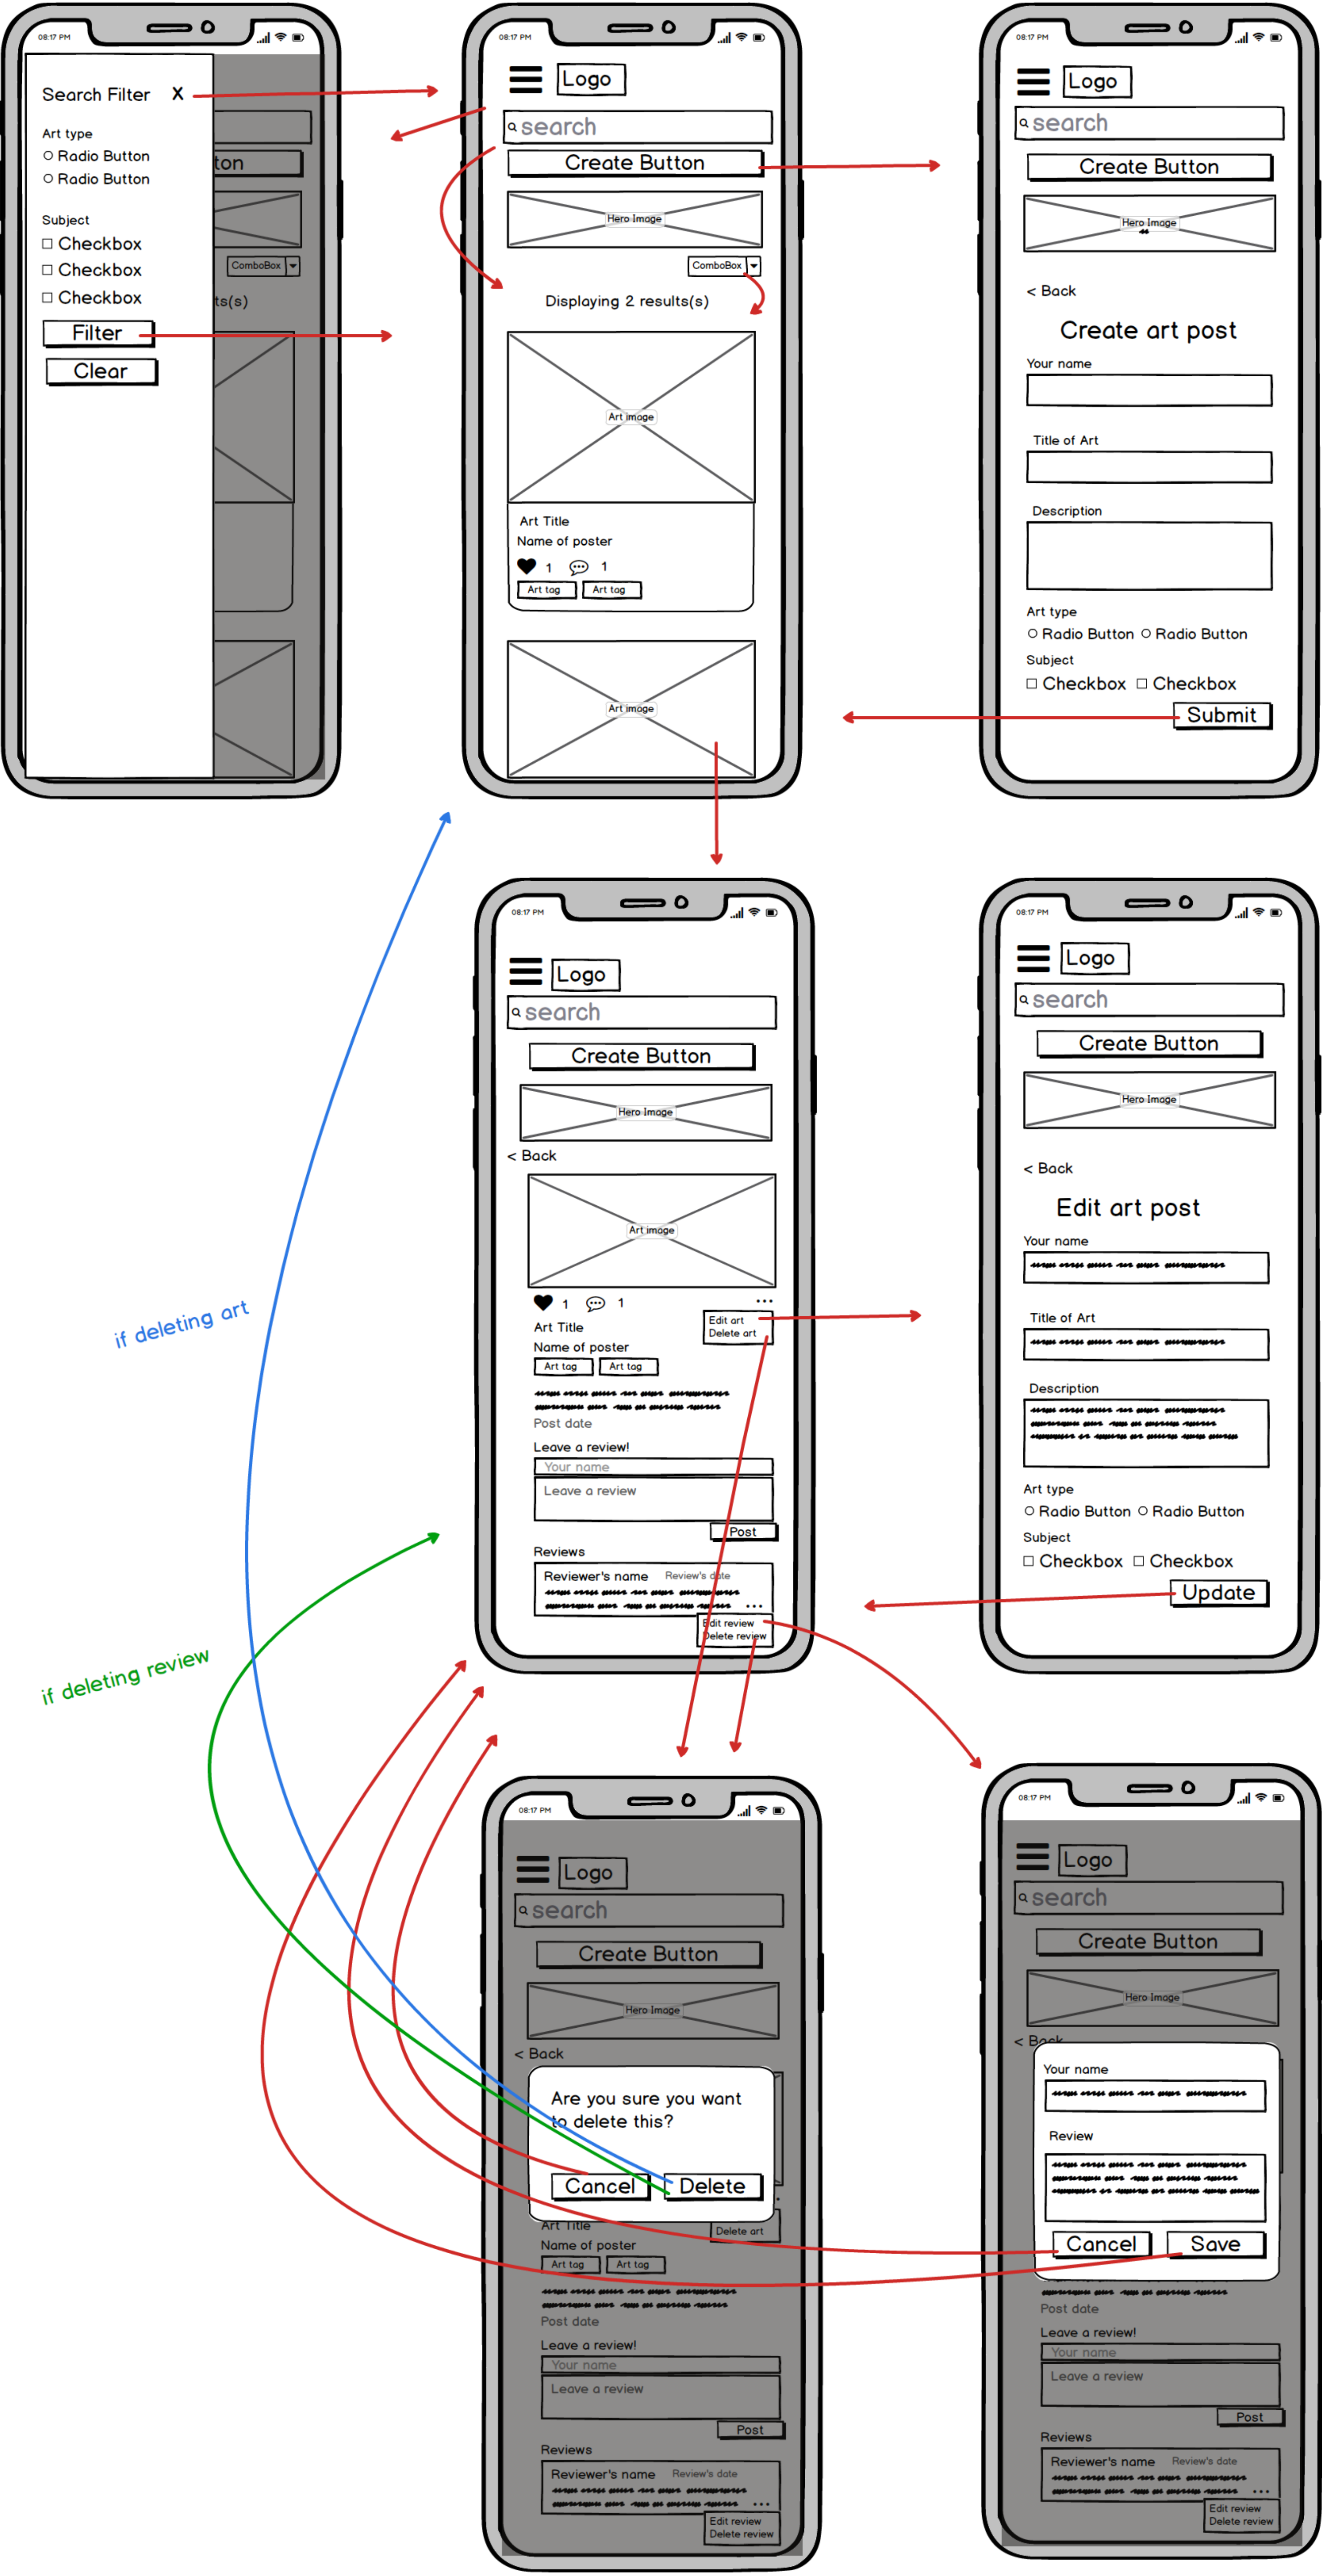 08:17 PM
Search Filter X
Art type
Radio Button
Radio Button
Subject
Checkbox
Checkbox
Checkbox
Filter
Clear
ton
ComboBox
ts(s)
08:17 PM
Logo
search
Create Button
Hero Image
ComboBox
Displaying 2 results(s)
Art image
Art Title
Name of poster
1 1
Art tag Art tag
Art image
08:17 PM
Logo
search
Create Button
Hero Image
< Back
Create art post
Your name
Title of Art
Description
Art type
Radio Button Radio Button
Subject
Checkbox Checkbox
Submit
08:17 PM
Logo
search
Create Button
Hero Image
< Back
Art image
1 1 ...
Edit art
Delete art
Art Title
Name of poster
Art tag Art tag
Post date
Leave a review!
Your name
Leave a review
Post
Reviews
Reviewer's name Review's date
...
Edit review
Delete review
08:17 PM
Logo
search
Create Button
Hero Image
< Back
Edit art post
Your name
Title of Art
Description
Art type
Radio Button Radio Button
Subject
Checkbox Checkbox
Update
if deleting art
if deleting review
08:17 PM
Logo
search
Create Button
Hero Image
< Back
Are you sure you want
to delete this?
Cancel Delete
Art Title
Delete art
Name of poster
Art tag Art tag
Post date
Leave a review!
Your name
Leave a review
Post
Reviews
Reviewer's name Review's date
...
Edit review
Delete review
08:17 PM
Logo
search
Create Button
Hero Image
< Back
Your name
Review
Cancel Save
Post date
Leave a review!
Your name
Leave a review
Post
Reviews
Reviewer's name Review's date
...
Edit review
Delete review